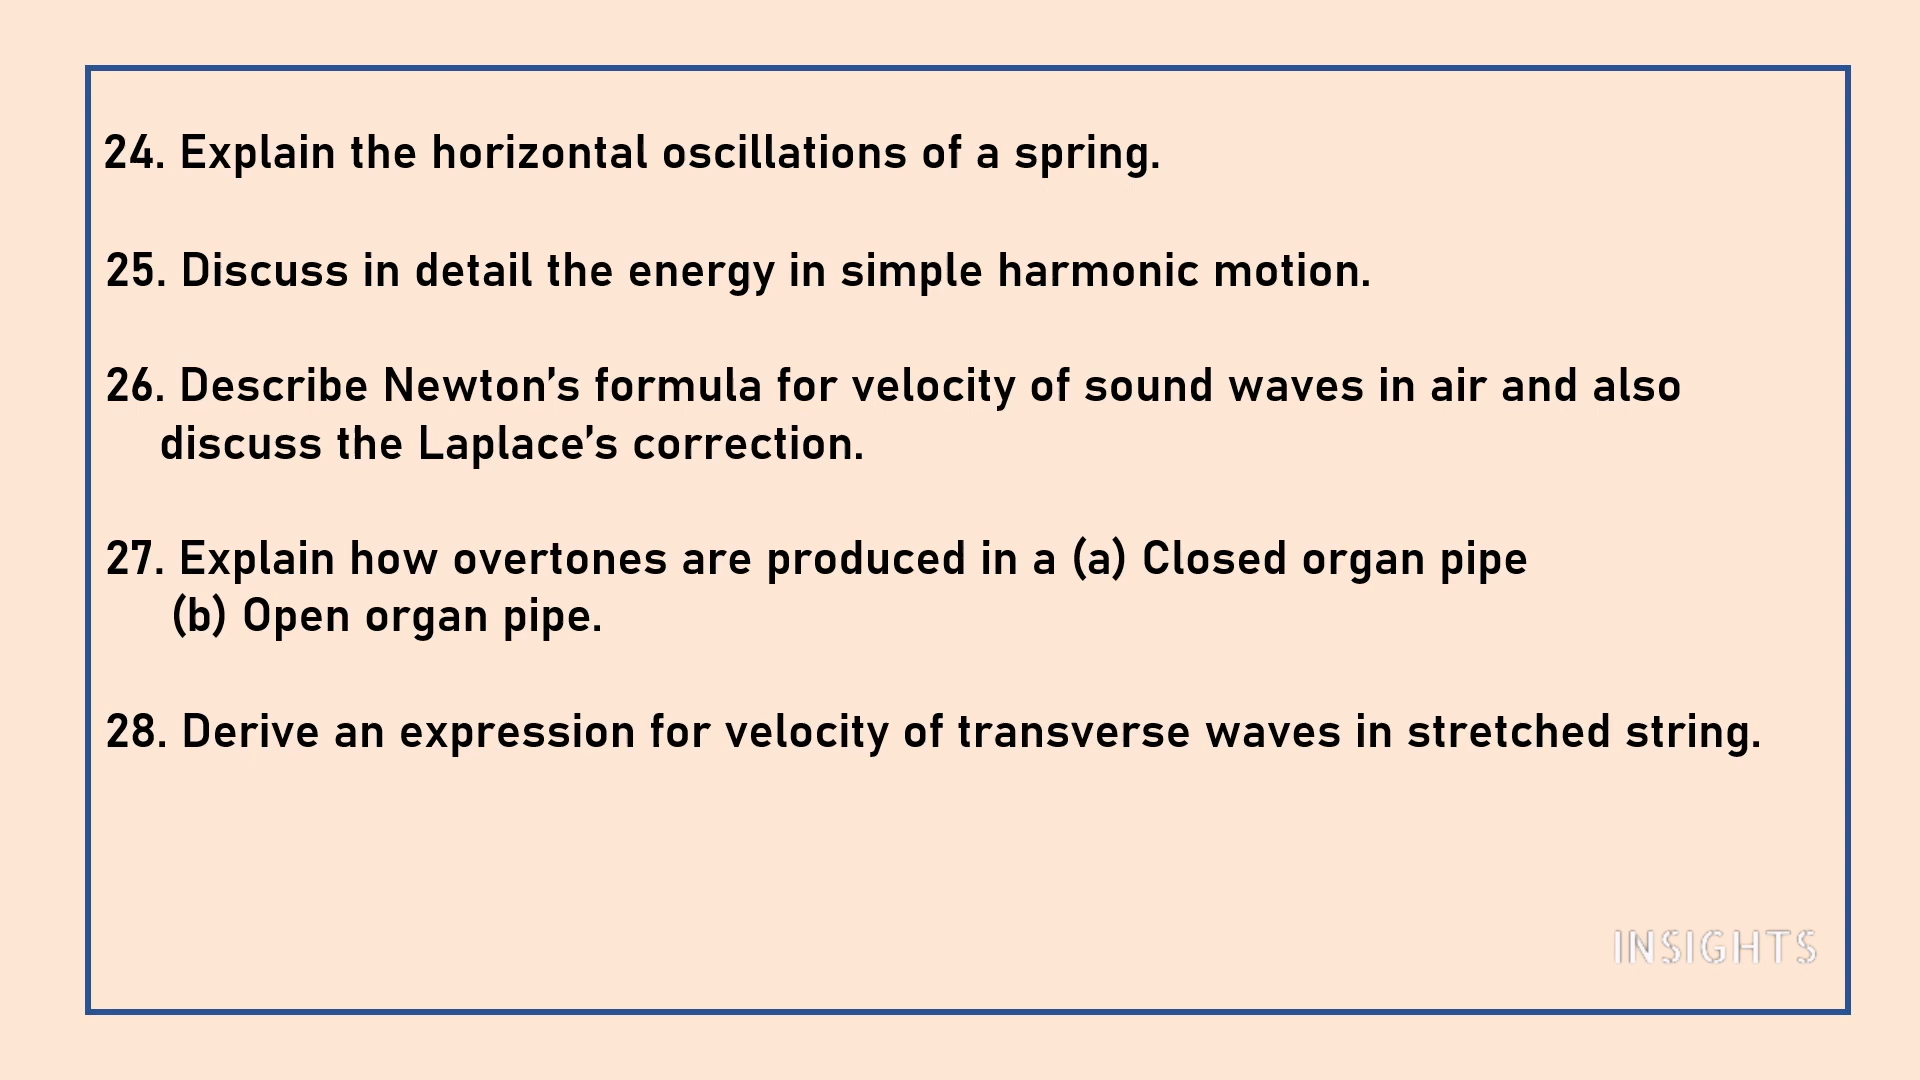 24. Explain the horizontal oscillations of a spring.
25. Discuss in detail the energy in simple harmonic motion.
26. Describe Newton’s formula for velocity of sound waves in air and also
discuss the Laplace’s correction.
27. Explain how overtones are produced in a (a) Closed organ pipe
(b) Open organ pipe.
28. Derive an expression for velocity of transverse waves in stretched string.
INSIGHTS